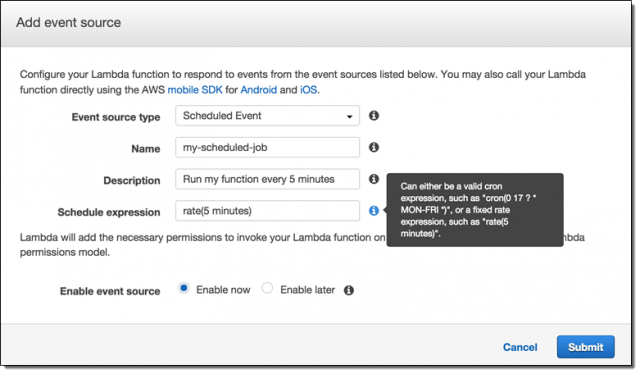 Add event source
Configure your Lambda function to respond to events from the event sources listed below. You may also call your Lambda
function directly using the AWS mobile SDK for Android and iOS.
Event source type Scheduled Event
Name my-scheduled-job
Description Run my function every 5 minutes
Schedule expression rate(5 minutes)
Can either be a valid cron
expression, such as "cron(0 17 ? *
MON-FRI *)", or a fixed rate
expression, such as "rate(5
minutes)".
Lambda will add the necessary permissions to invoke your Lambda function on
permissions model.
Enable event source Enable now Enable later
Cancel Submit